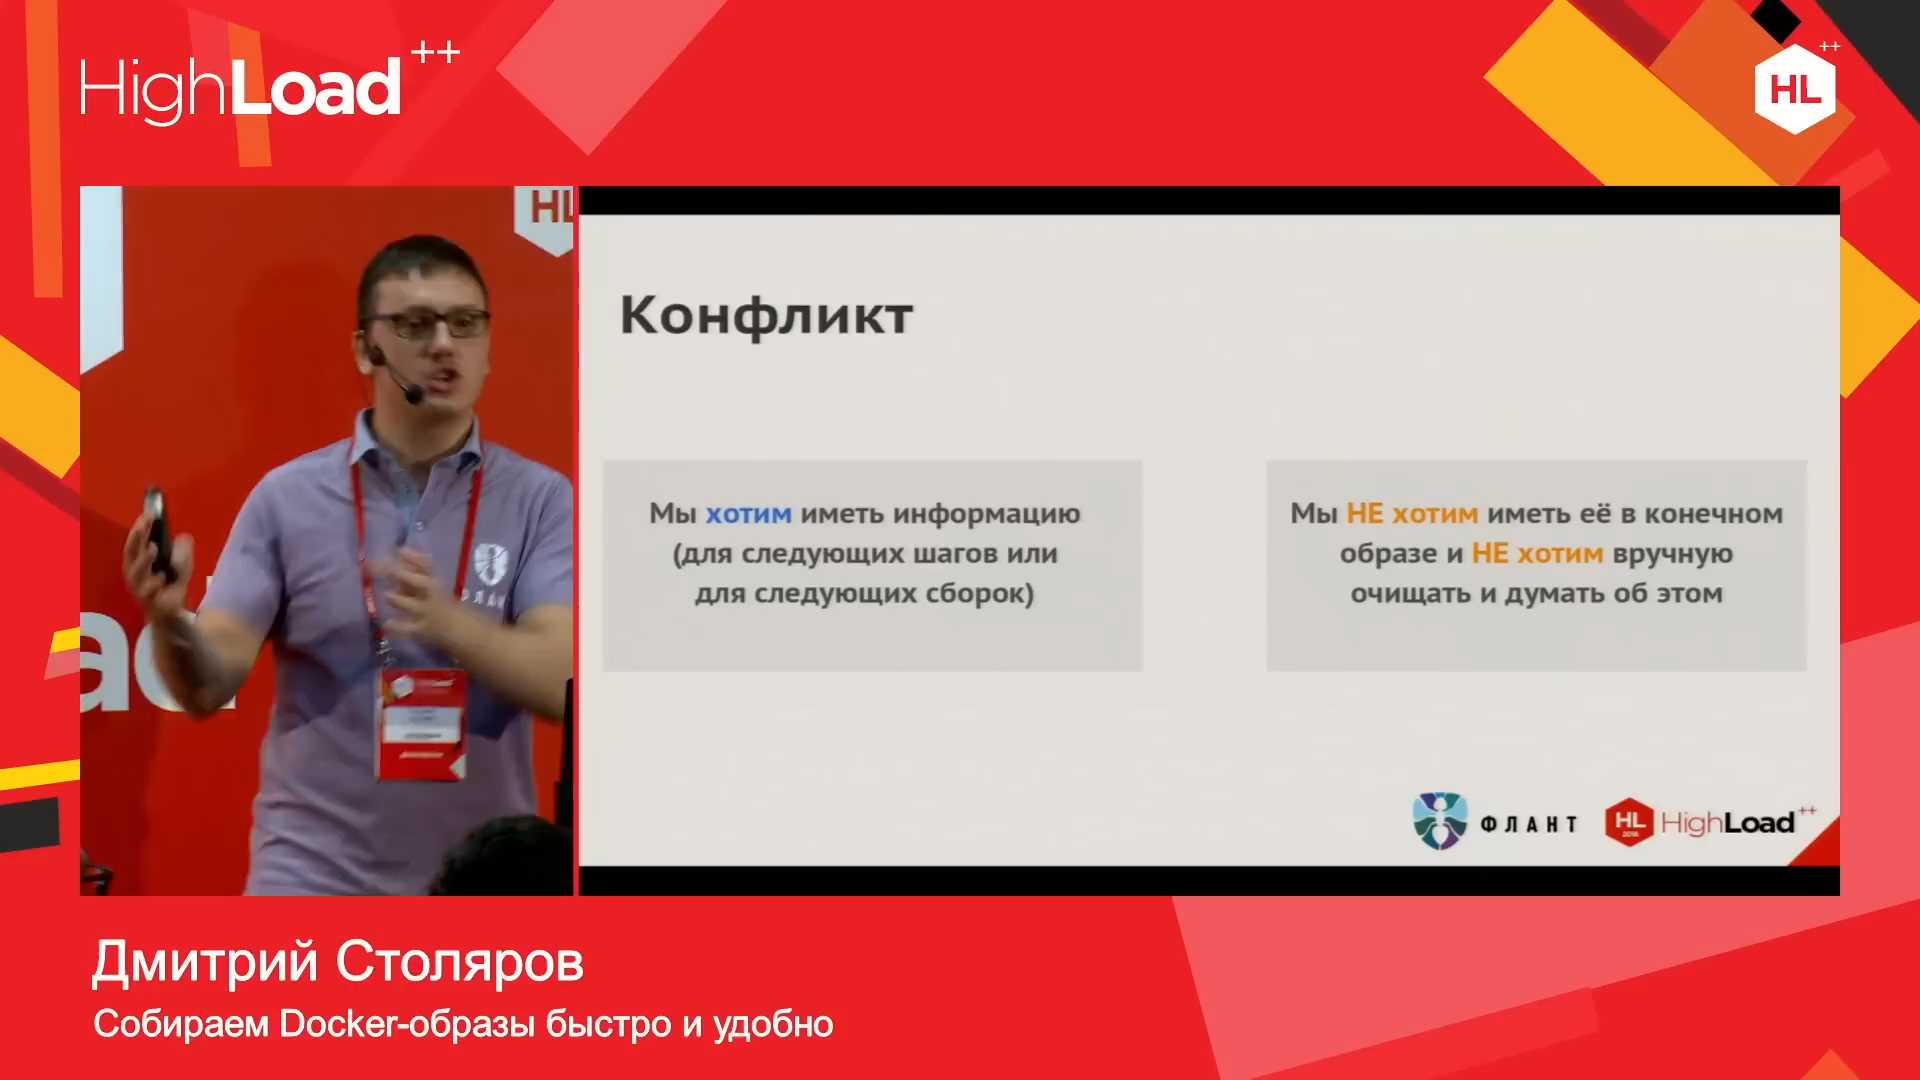 HighLoad++
HL++
HL
Конфликт
Мы хотим иметь информацию
(для следующих шагов или
для следующих сборок)
Мы НЕ хотим иметь её в конечном
образе и НЕ хотим вручную
очищать и думать об этом
ФЛАНТ
HL
2016
HighLoad++
Дмитрий Столяров
Собираем Docker-образы быстро и удобно